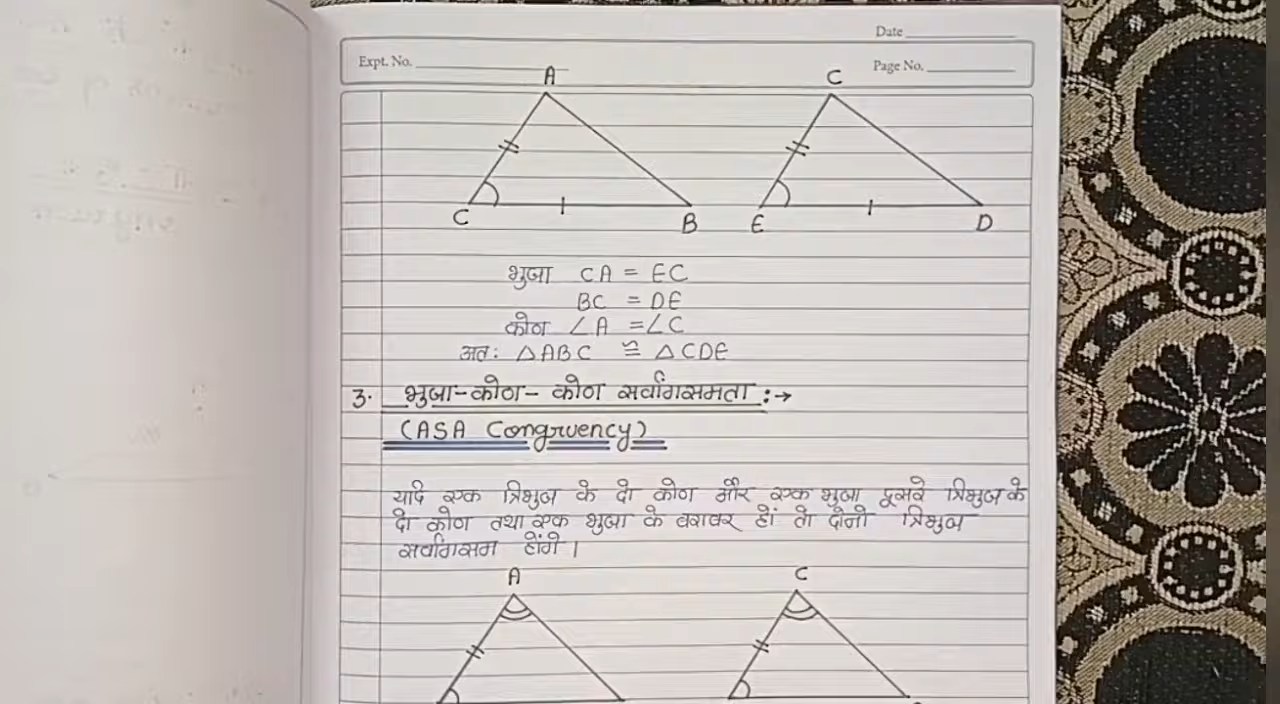 Date
Expt. No.
Page No.
A
C
C
B
E
D
भुजा CA = EC
BC = DE
कोण ∠A = ∠C
अतः △ABC ≅ △CDE
3. भुजा-कोण-कोण सर्वांगसमता :→
(ASA Congruency)
यदि एक त्रिभुज के दो कोण और एक भुजा दूसरे त्रिभुज के
दो कोण तथा एक भुजा के बराबर हों तो दोनो त्रिभुज
सर्वांगसम होंगे ।
A
C